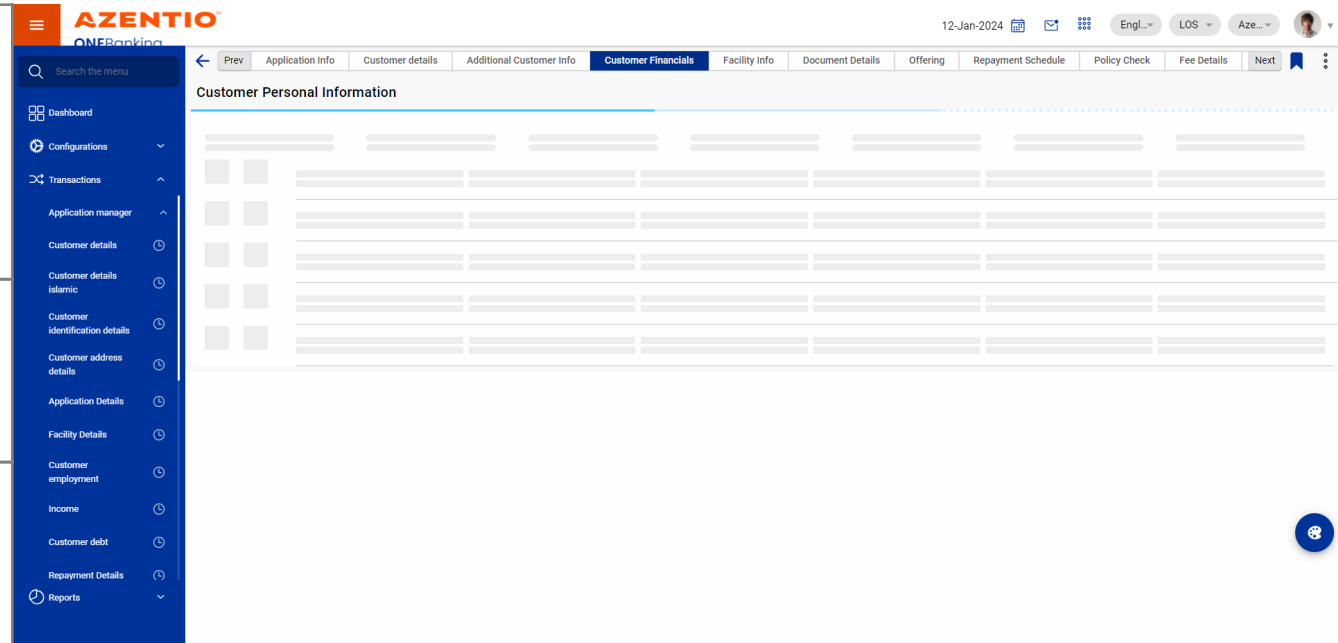 AZENTIO
ONEBanking
12-Jan-2024
Engl...
LOS
Aze...
Search the menu
Dashboard
Configurations
Transactions
Application manager
Customer details
Customer details
islamic
Customer
identification details
Customer address
details
Application Details
Facility Details
Customer
employment
Income
Customer debt
Repayment Details
Reports
Prev
Application Info
Customer details
Additional Customer Info
Customer Financials
Facility Info
Document Details
Offering
Repayment Schedule
Policy Check
Fee Details
Next
Customer Personal Information